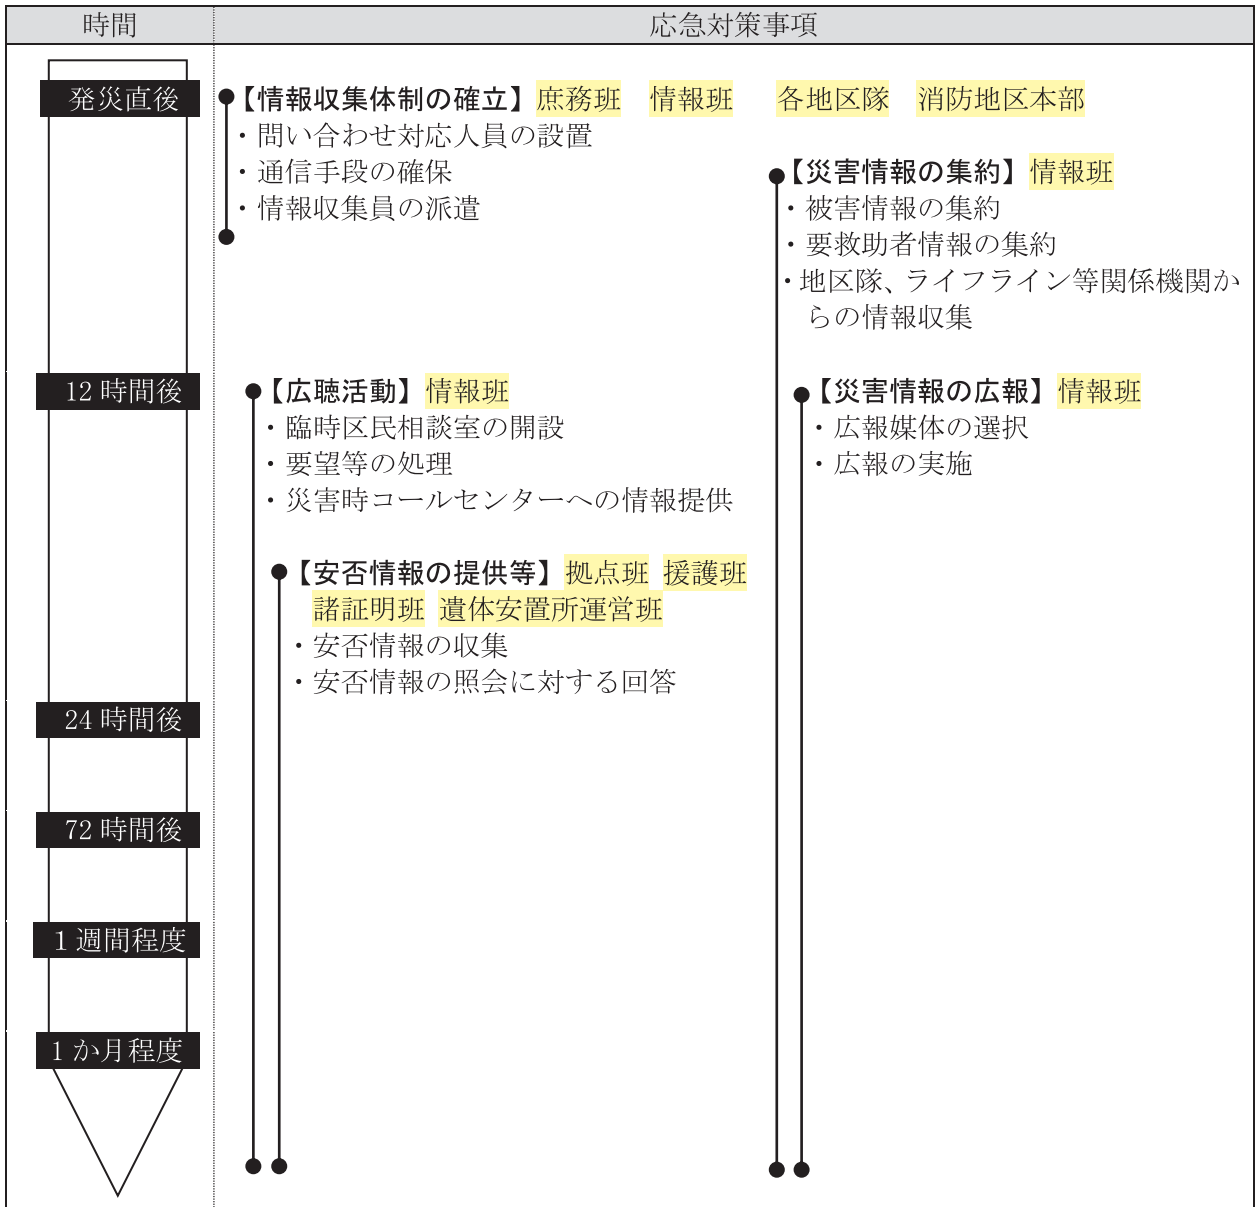 時間
応急対策事項
発災直後
【情報収集体制の確立】 庶務班 情報班 各地区隊 消防地区本部
・問い合わせ対応人員の設置
・通信手段の確保
・情報収集員の派遣
【災害情報の集約】 情報班
・被害情報の集約
・要救助者情報の集約
・地区隊、ライフライン等関係機関か
らの情報収集
12 時間後
【広聴活動】 情報班
・臨時区民相談室の開設
・要望等の処理
・災害時コールセンターへの情報提供
【災害情報の広報】 情報班
・広報媒体の選択
・広報の実施
【安否情報の提供等】 拠点班 援護班
諸証明班 遺体安置所運営班
・安否情報の収集
・安否情報の照会に対する回答
24 時間後
72 時間後
1 週間程度
1 か月程度